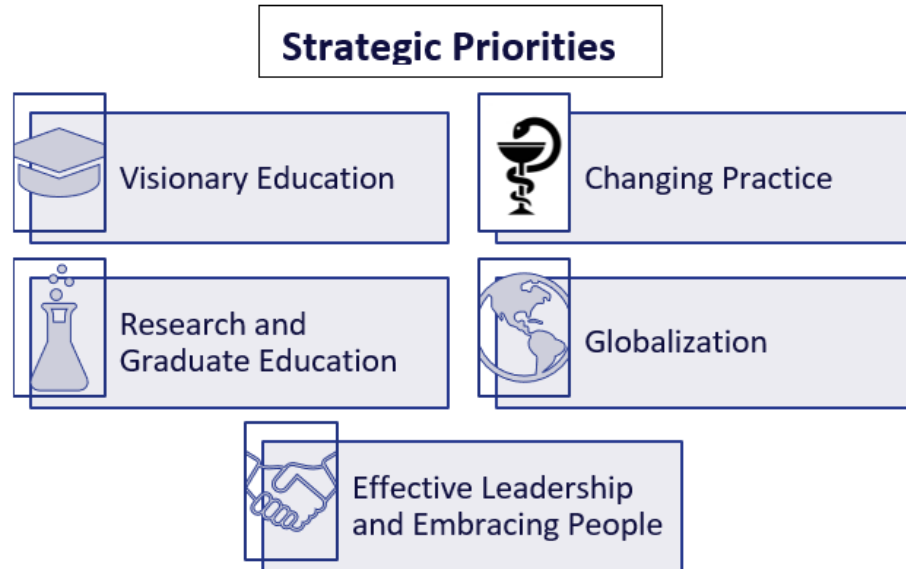 Strategic Priorities
Visionary Education
Changing Practice
Research and
Graduate Education
Globalization
Effective Leadership
and Embracing People